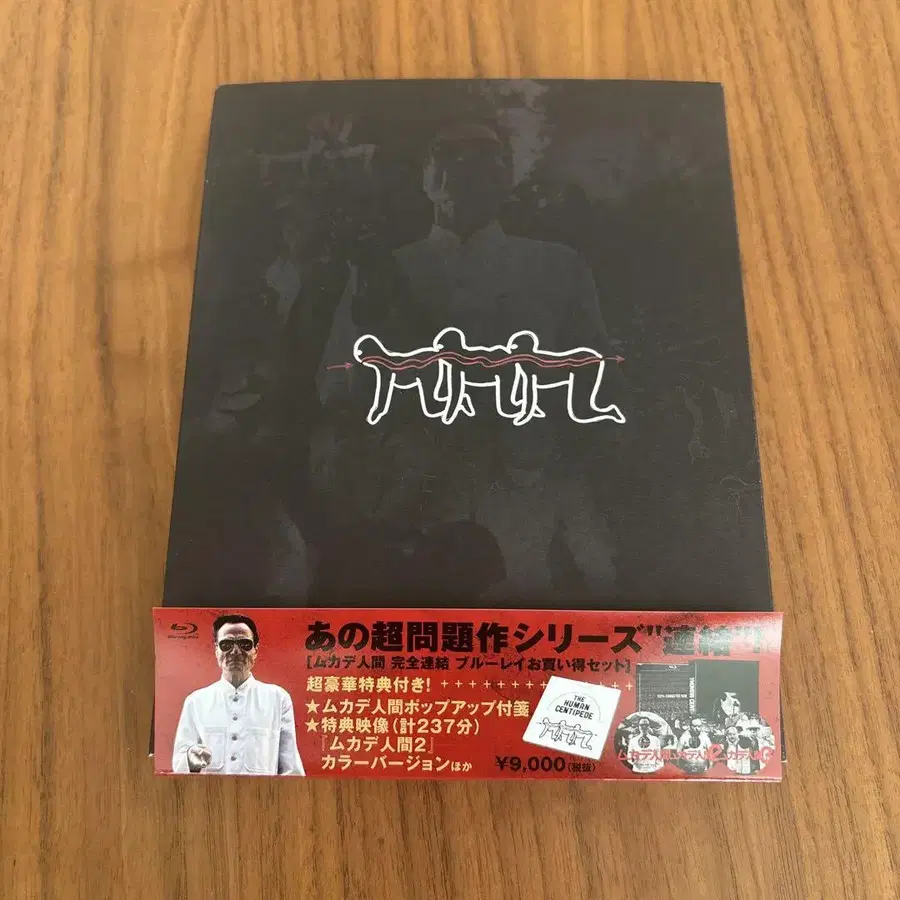 あの超問題作シリーズ"連結"!
[ムカデ人間 完全連結 ブルーレイお買い得セット]
超豪華特典付き!
★ムカデ人間ポップアップ付箋
★特典映像(計237分)
『ムカデ人間2』
カラーバージョンほか
THE
HUMAN
CENTIPEDE
¥9,000(税抜)